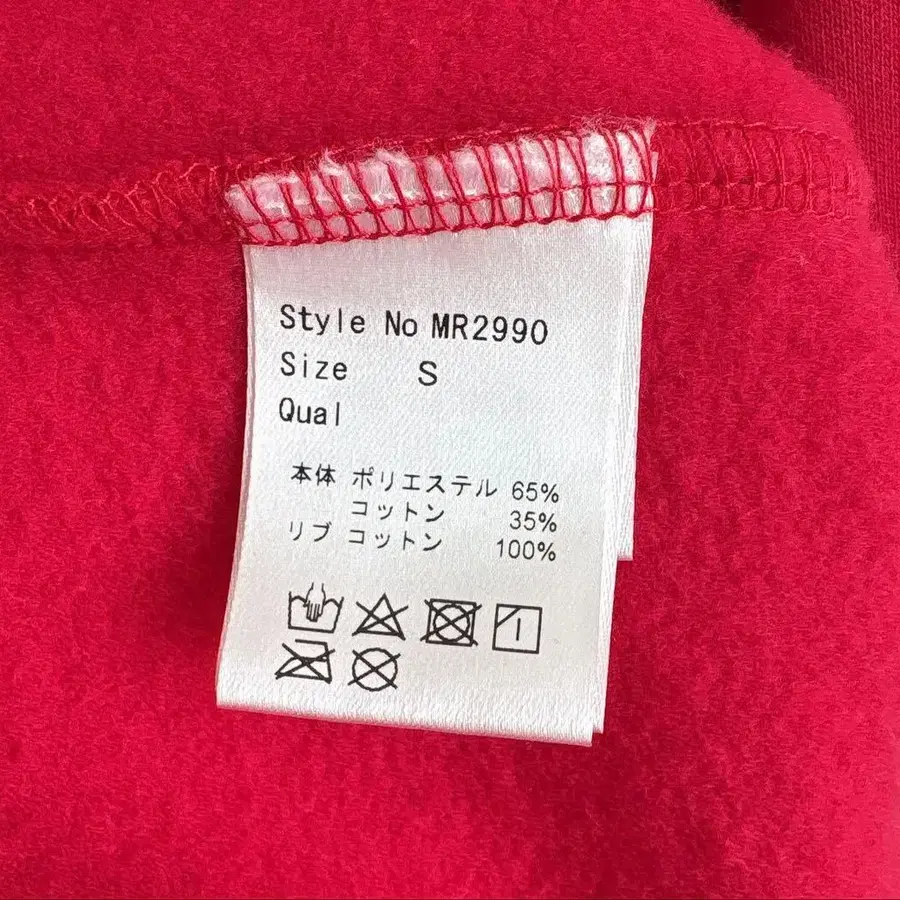 Style No MR2990
Size S
Qual
本体 ポリエステル 65%
コットン 35%
リブ コットン 100%